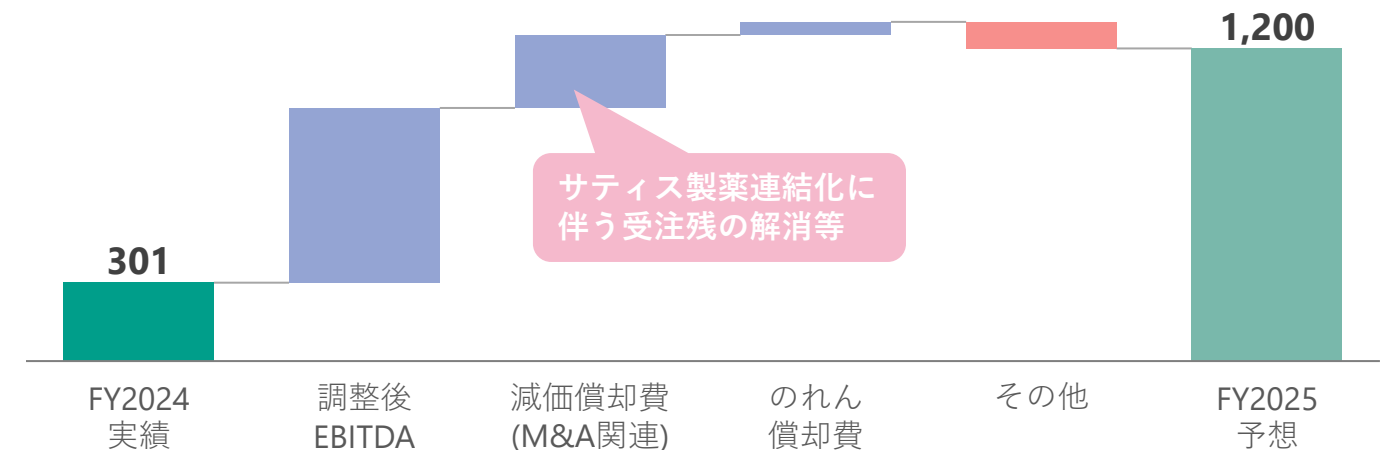 1,200
サティス製薬連結化に
伴う受注残の解消等
301
FY2024
実績
調整後
EBITDA
減価償却費
(M&A関連)
のれん
償却費
その他
FY2025
予想